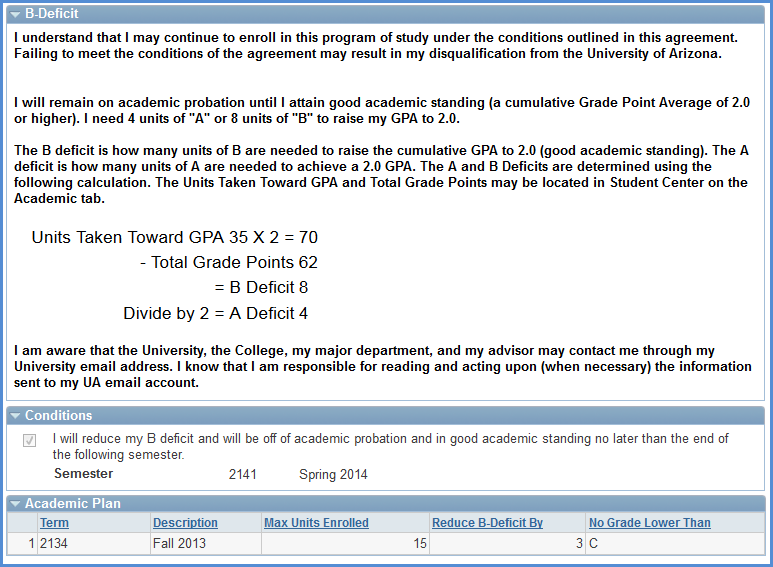 B-Deficit
I understand that I may continue to enroll in this program of study under the conditions outlined in this agreement.
Failing to meet the conditions of the agreement may result in my disqualification from the University of Arizona.
I will remain on academic probation until I attain good academic standing (a cumulative Grade Point Average of 2.0
or higher). I need 4 units of "A" or 8 units of "B" to raise my GPA to 2.0.
The B deficit is how many units of B are needed to raise the cumulative GPA to 2.0 (good academic standing). The A
deficit is how many units of A are needed to achieve a 2.0 GPA. The A and B Deficits are determined using the
following calculation. The Units Taken Toward GPA and Total Grade Points may be located in Student Center on the
Academic tab.
Units Taken Toward GPA 35 X 2 = 70
- Total Grade Points 62
= B Deficit 8
Divide by 2 = A Deficit 4
I am aware that the University, the College, my major department, and my advisor may contact me through my
University email address. I know that I am responsible for reading and acting upon (when necessary) the information
sent to my UA email account.
Conditions
I will reduce my B deficit and will be off of academic probation and in good academic standing no later than the end of
the following semester.
Semester 2141 Spring 2014
Academic Plan
Term Description Max Units Enrolled Reduce B-Deficit By No Grade Lower Than
1 2134 Fall 2013 15 3 C